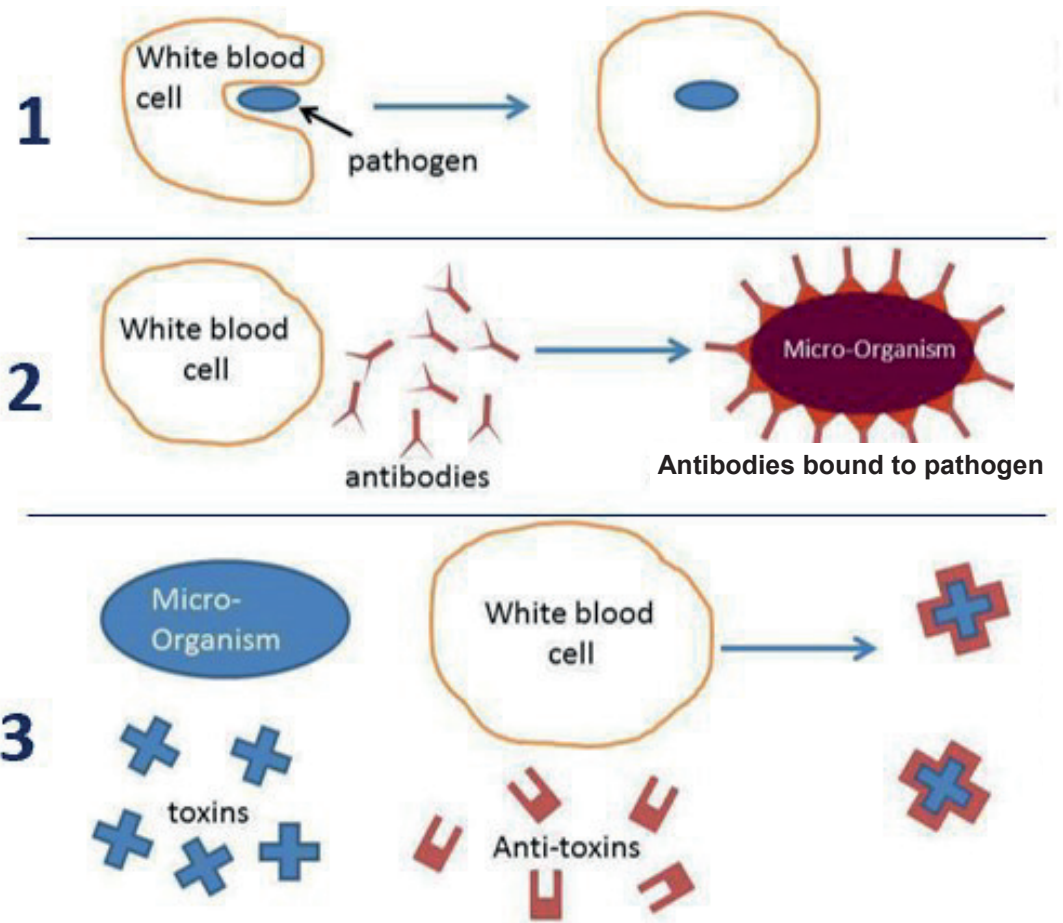 1
White blood
cell
pathogen
2
White blood
cell
antibodies
Micro-Organism
Antibodies bound to pathogen
3
Micro-
Organism
toxins
White blood
cell
Anti-toxins